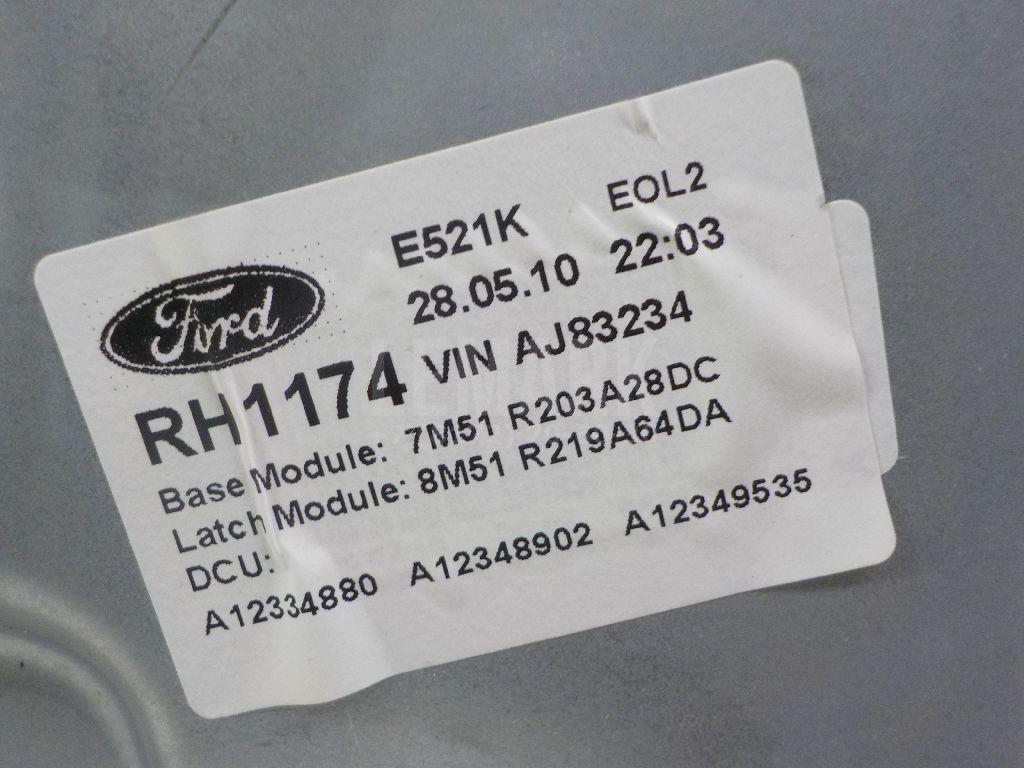 E521K EOL2
28.05.10 22:03
Ford
RH1174 VIN AJ83234
Base Module: 7M51 R203A28DC
Latch Module: 8M51 R219A64DA
DCU:
A12334880 A12348902 A12349535